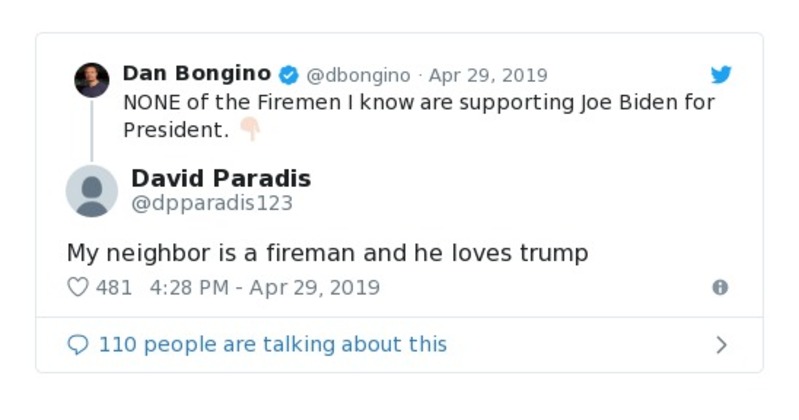 Dan Bongino @dbongino · Apr 29, 2019
NONE of the Firemen I know are supporting Joe Biden for
President. 👇🏻
David Paradis
@dpparadis123
My neighbor is a fireman and he loves trump
481 4:28 PM - Apr 29, 2019
110 people are talking about this